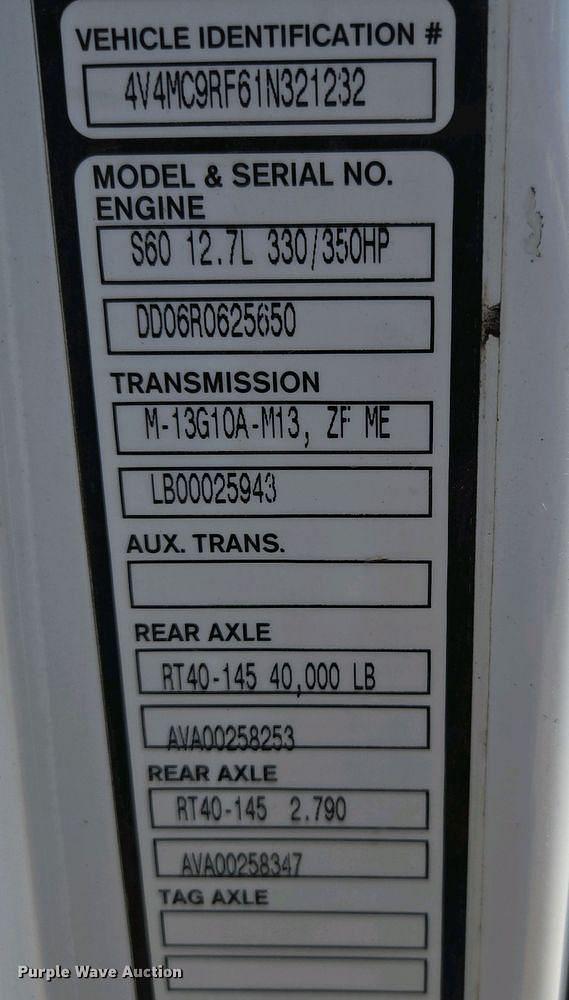 VEHICLE IDENTIFICATION #
4V4MC9RF61N321232
MODEL & SERIAL NO.
ENGINE
S60 12.7L 330/350HP
DD06R0625650
TRANSMISSION
M-13G10A-M13, ZF ME
LB00025943
AUX. TRANS.
REAR AXLE
RT40-145 40,000 LB
AVA00258253
REAR AXLE
RT40-145 2.790
AVA00258347
TAG AXLE
Purple Wave Auction